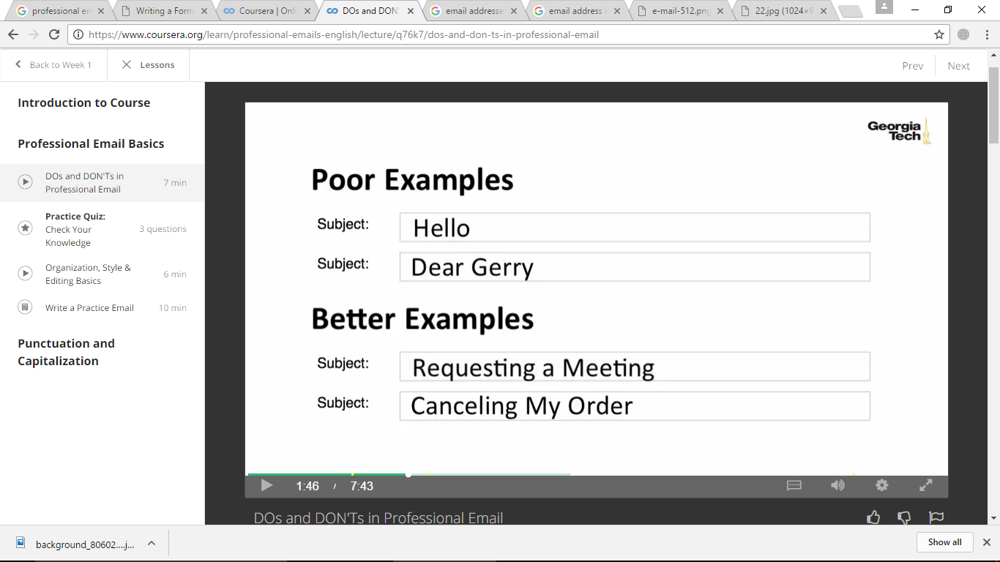 professional em
Writing a Form
Coursera | Onli
DOs and DON'T
email addresse
email address i
e-mail-512.png
22.jpg (1024×9
https://www.coursera.org/learn/professional-emails-english/lecture/q76k7/dos-and-don-ts-in-professional-email
Back to Week 1
Lessons
Prev
Next
Introduction to Course
Professional Email Basics
DOs and DON'Ts in
Professional Email
7 min
Practice Quiz:
Check Your
Knowledge
3 questions
Organization, Style &
Editing Basics
6 min
Write a Practice Email
10 min
Punctuation and
Capitalization
Georgia
Tech
Poor Examples
Subject: Hello
Subject: Dear Gerry
Better Examples
Subject: Requesting a Meeting
Subject: Canceling My Order
1:46 / 7:43
DOs and DON'Ts in Professional Email
background_80602....j...
Show all